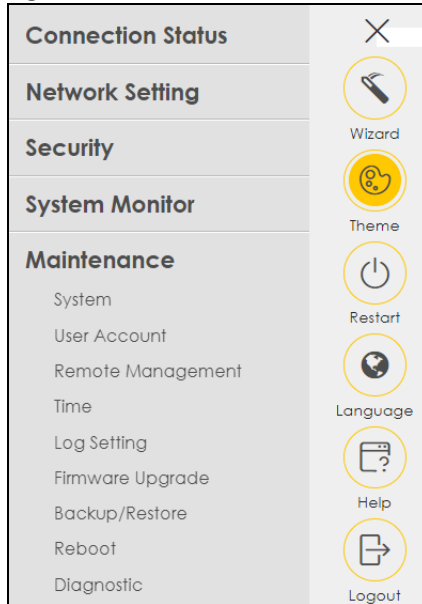 Connection Status
Network Setting
Security
System Monitor
Maintenance
System
User Account
Remote Management
Time
Log Setting
Firmware Upgrade
Backup/Restore
Reboot
Diagnostic
Wizard
Theme
Restart
Language
?
Help
Logout